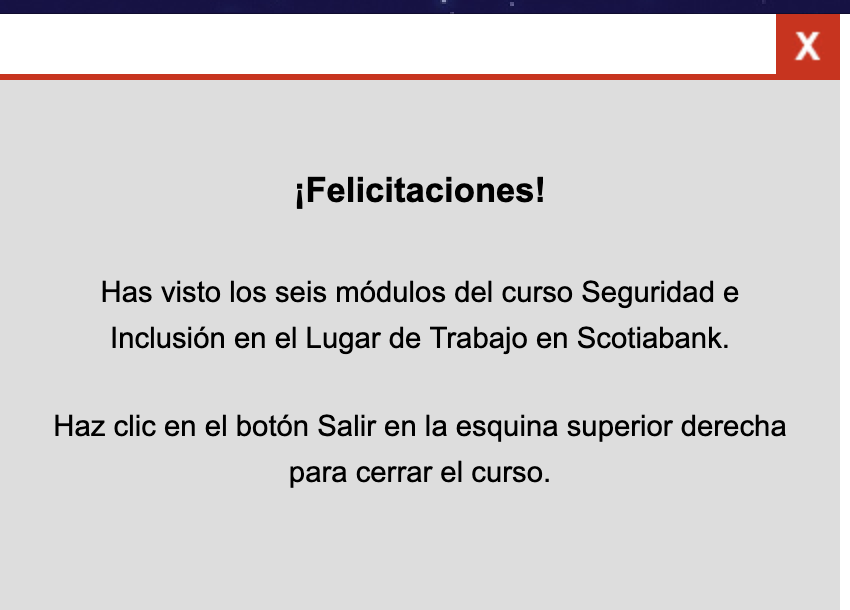 X
¡Felicitaciones!
Has visto los seis módulos del curso Seguridad e
Inclusión en el Lugar de Trabajo en Scotiabank.
Haz clic en el botón Salir en la esquina superior derecha
para cerrar el curso.